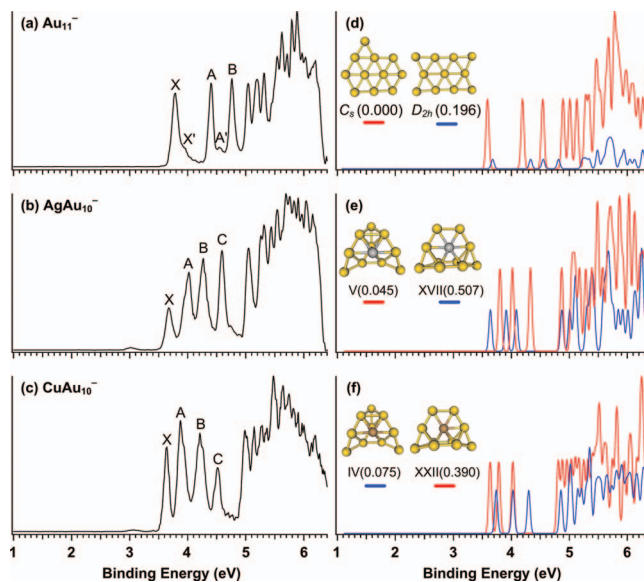 (a) Au₁₁⁻
X
X'
A
A'
B
(b) AgAu₁₀⁻
X
A
B
C
(c) CuAu₁₀⁻
X
A
B
C
1 2 3 4 5 6
Binding Energy (eV)
(d)
Cₛ(0.000) D₂ₕ(0.196)
(e)
V(0.045) XVII(0.507)
(f)
IV(0.075) XXII(0.390)
1 2 3 4 5 6
Binding Energy (eV)